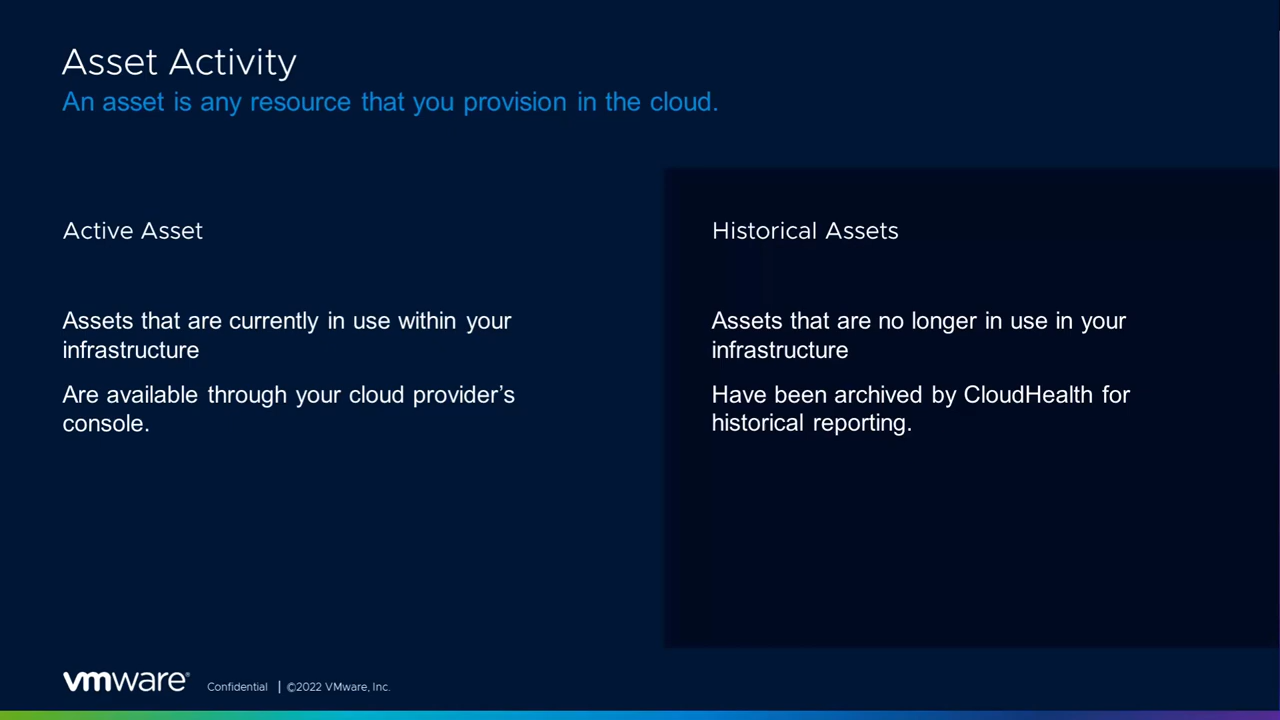 Asset Activity
An asset is any resource that you provision in the cloud.
Active Asset
Assets that are currently in use within your
infrastructure
Are available through your cloud provider’s
console.
Historical Assets
Assets that are no longer in use in your
infrastructure
Have been archived by CloudHealth for
historical reporting.
vmware® Confidential | ©2022 VMware, Inc.